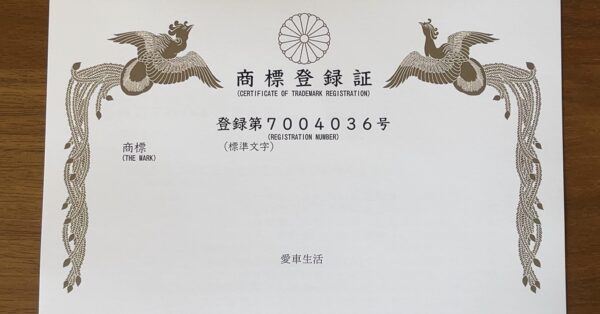 商標登録証
(CERTIFICATE OF TRADEMARK REGISTRATION)
登録第7004036号
(REGISTRATION NUMBER)
商標
(THE MARK)
(標準文字)
愛車生活